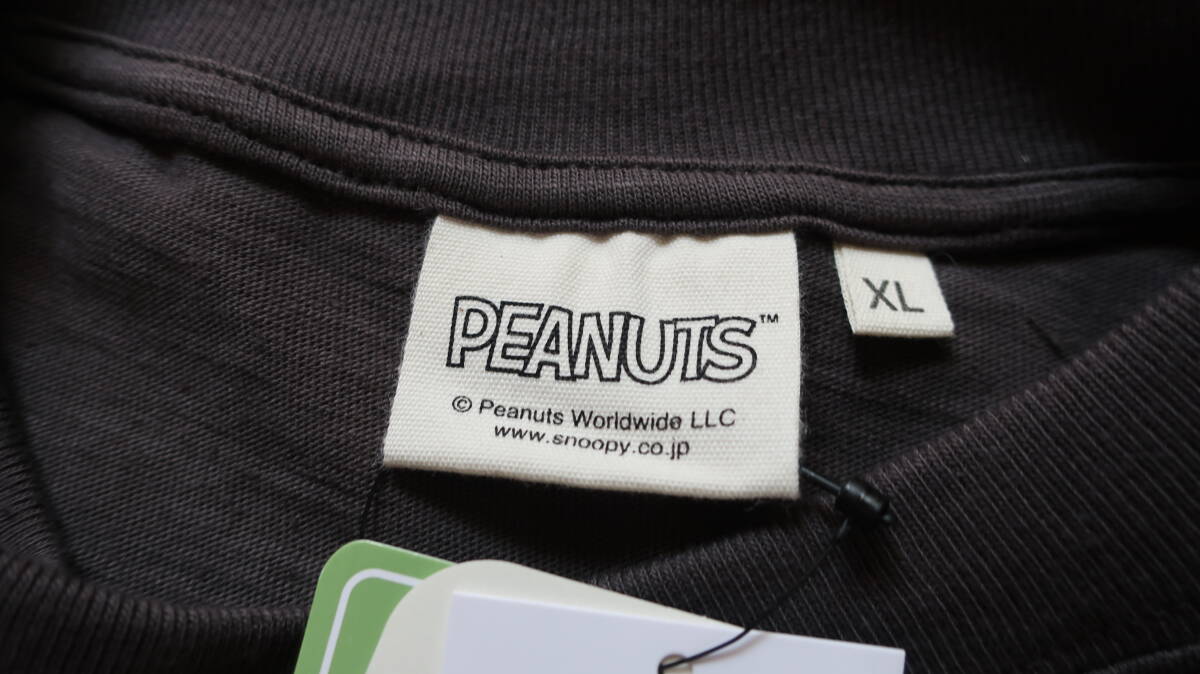 PEANUTS™
© Peanuts Worldwide LLC
www.snoopy.co.jp
XL